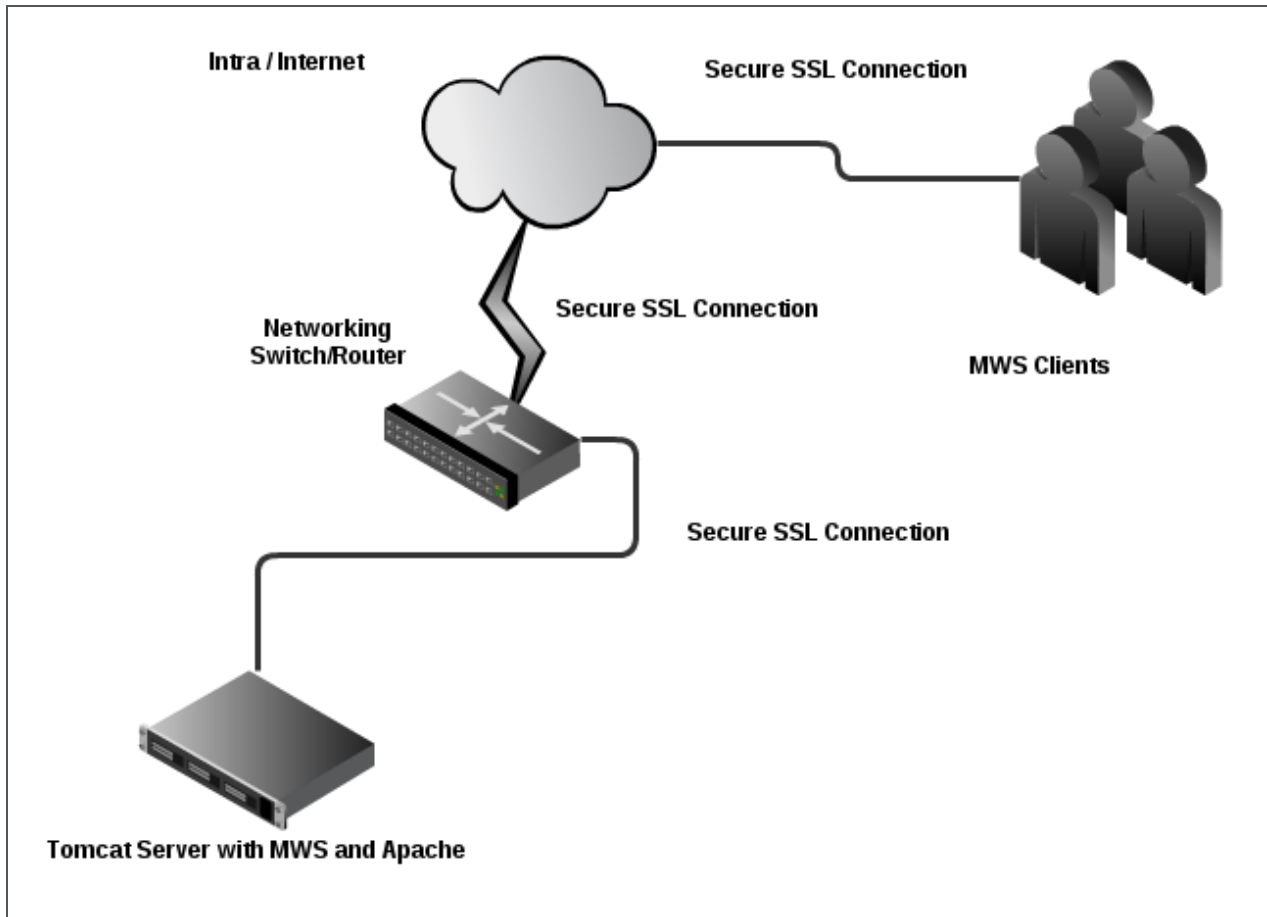 Intra / Internet
Secure SSL Connection
Secure SSL Connection
Networking
Switch/Router
MWS Clients
Secure SSL Connection
Tomcat Server with MWS and Apache